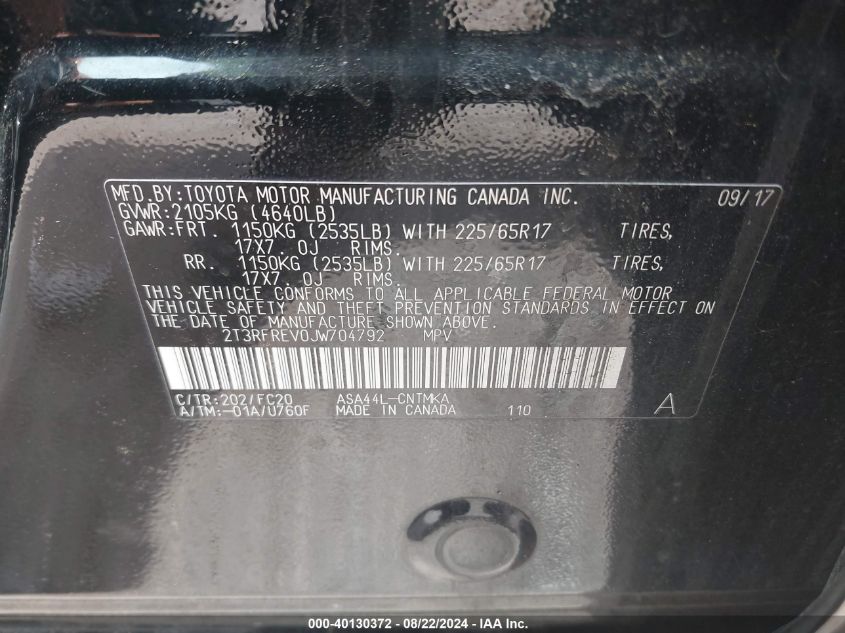 MFD.BY:TOYOTA MOTOR MANUFACTURING CANADA INC. 09/17
GVWR:2105KG (4640LB)
GAWR:FRT. 1150KG (2535LB) WITH 225/65R17 TIRES,
17X7.0J RIMS.
RR. 1150KG (2535LB) WITH 225/65R17 TIRES,
17X7.0J RIMS.
THIS VEHICLE CONFORMS TO ALL APPLICABLE FEDERAL MOTOR
VEHICLE SAFETY AND THEFT PREVENTION STANDARDS IN EFFECT ON
THE DATE OF MANUFACTURE SHOWN ABOVE.
2T3RFREV0JW704792 MPV
C/TR:202/FC20 ASA44L-CNTMKA
A/TM:-01A/U760F MADE IN CANADA 110 A
000-40130372 - 08/22/2024 - IAA Inc.